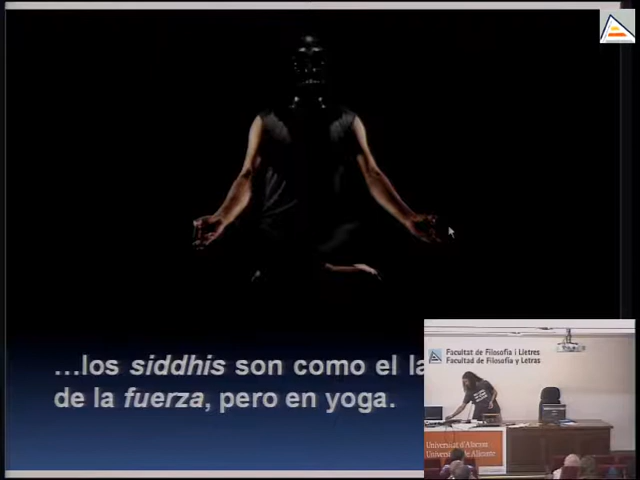 ...los siddhis son como el la
de la fuerza, pero en yoga.
Facultat de Filosofia i Lletres
Facultad de Filosofía y Letras
Universitat d'Alacant
Universidad de Alicante